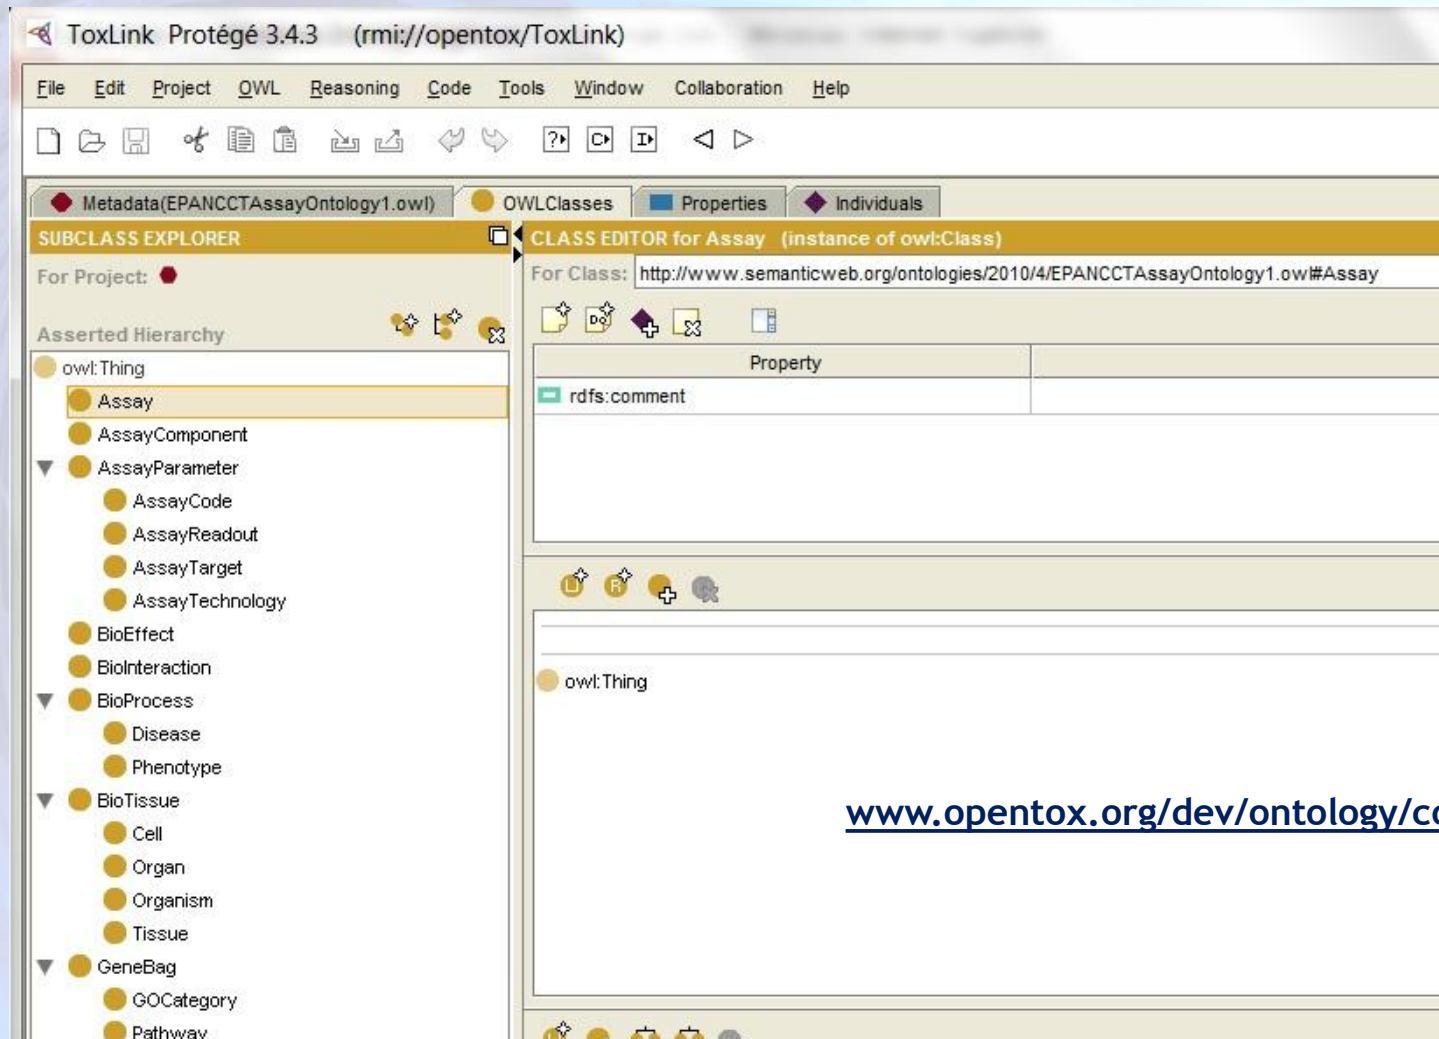 ToxLink Protégé 3.4.3 (rmi://opentox/ToxLink)
File Edit Project OWL Reasoning Code Tools Window Collaboration Help
Metadata(EPANCCTAssayOntology1.owl) OWLClasses Properties Individuals
SUBCLASS EXPLORER
For Project:
Asserted Hierarchy
owl:Thing
Assay
AssayComponent
AssayParameter
AssayCode
AssayReadout
AssayTarget
AssayTechnology
BioEffect
BioInteraction
BioProcess
Disease
Phenotype
BioTissue
Cell
Organ
Organism
Tissue
GeneBag
GOCategory
Pathway
CLASS EDITOR for Assay (instance of owl:Class)
For Class: http://www.semanticweb.org/ontologies/2010/4/EPANCCTAssayOntology1.owl#Assay
Property
rdfs:comment
owl:Thing
www.opentox.org/dev/ontology/co